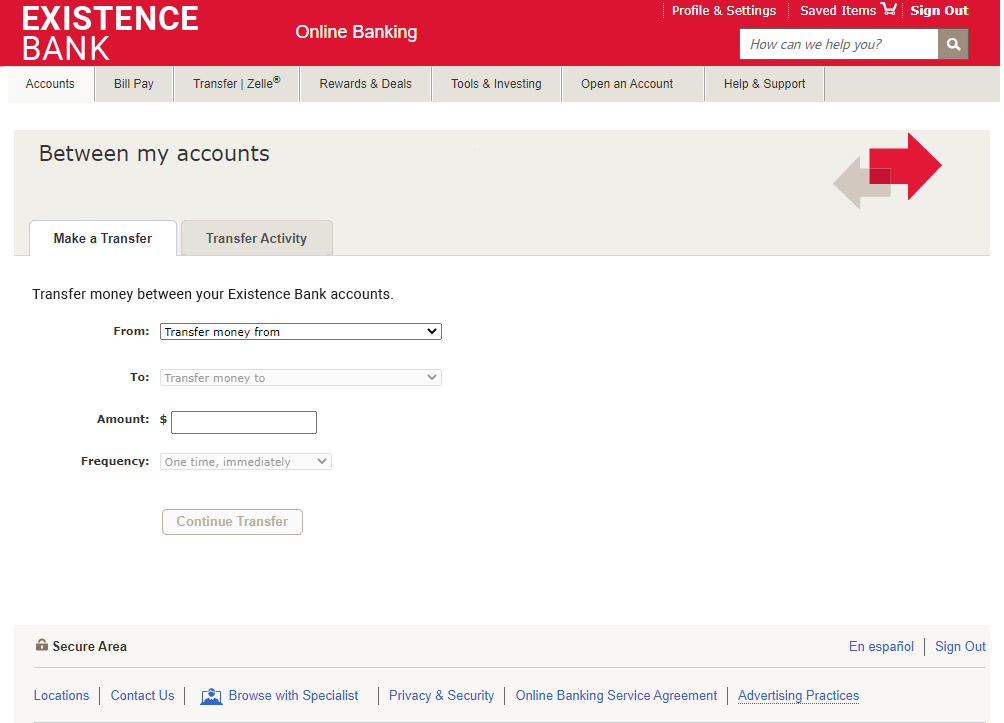 EXISTENCE
BANK
Online Banking
Profile & Settings
Saved Items
Sign Out
How can we help you?
Accounts
Bill Pay
Transfer | Zelle®
Rewards & Deals
Tools & Investing
Open an Account
Help & Support
Between my accounts
Make a Transfer
Transfer Activity
Transfer money between your Existence Bank accounts.
From: Transfer money from
To: Transfer money to
Amount: $
Frequency: One time, immediately
Continue Transfer
Secure Area
En español
Sign Out
Locations
Contact Us
Browse with Specialist
Privacy & Security
Online Banking Service Agreement
Advertising Practices